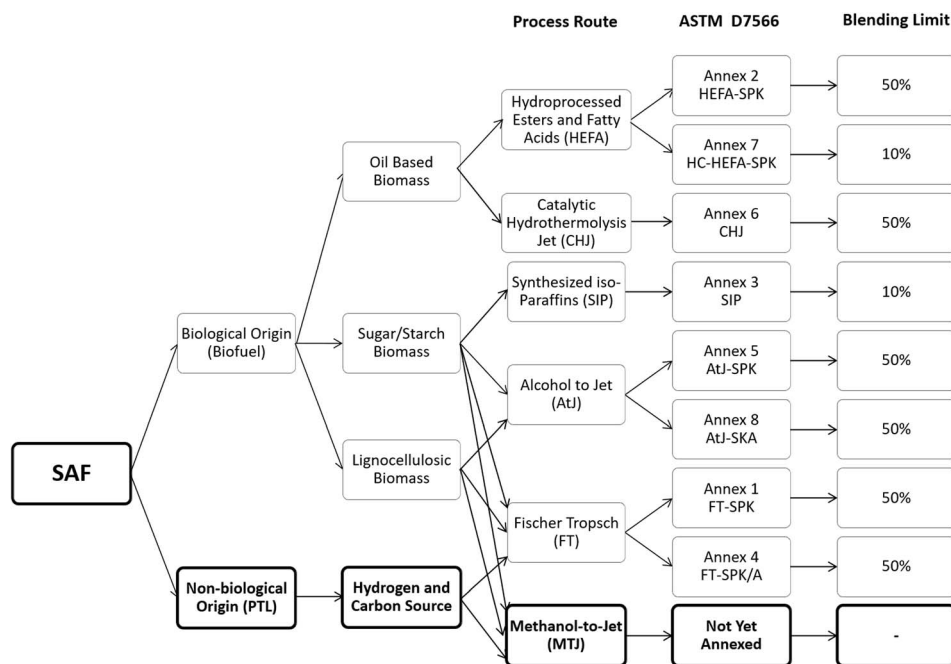 Process Route
ASTM D7566
Blending Limit
Hydroprocessed
Esters and Fatty
Acids (HEFA)
Annex 2
HEFA-SPK
50%
Annex 7
HC-HEFA-SPK
10%
Oil Based
Biomass
Catalytic
Hydrothermolysis
Jet (CHJ)
Annex 6
CHJ
50%
Synthesized iso-
Paraffins (SIP)
Annex 3
SIP
10%
Biological Origin
(Biofuel)
Sugar/Starch
Biomass
Alcohol to Jet
(AtJ)
Annex 5
AtJ-SPK
50%
Annex 8
AtJ-SKA
50%
SAF
Lignocellulosic
Biomass
Fischer Tropsch
(FT)
Annex 1
FT-SPK
50%
Annex 4
FT-SPK/A
50%
Non-biological
Origin (PTL)
Hydrogen and
Carbon Source
Methanol-to-Jet
(MTJ)
Not Yet
Annexed
-